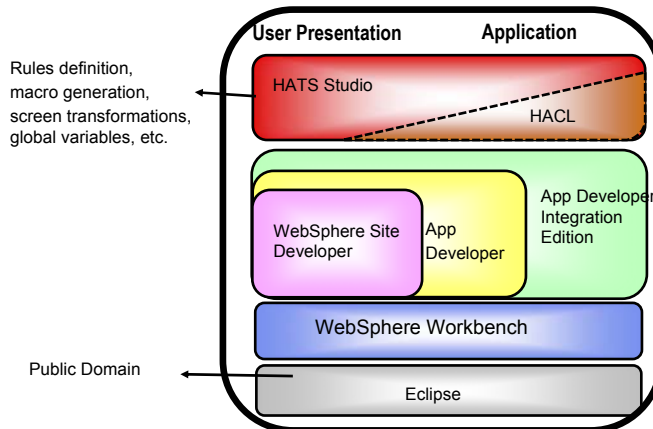 User Presentation
Application
Rules definition,
macro generation,
screen transformations,
global variables, etc.
HATS Studio
HACL
WebSphere Site
Developer
App
Developer
App Developer
Integration
Edition
WebSphere Workbench
Public Domain
Eclipse